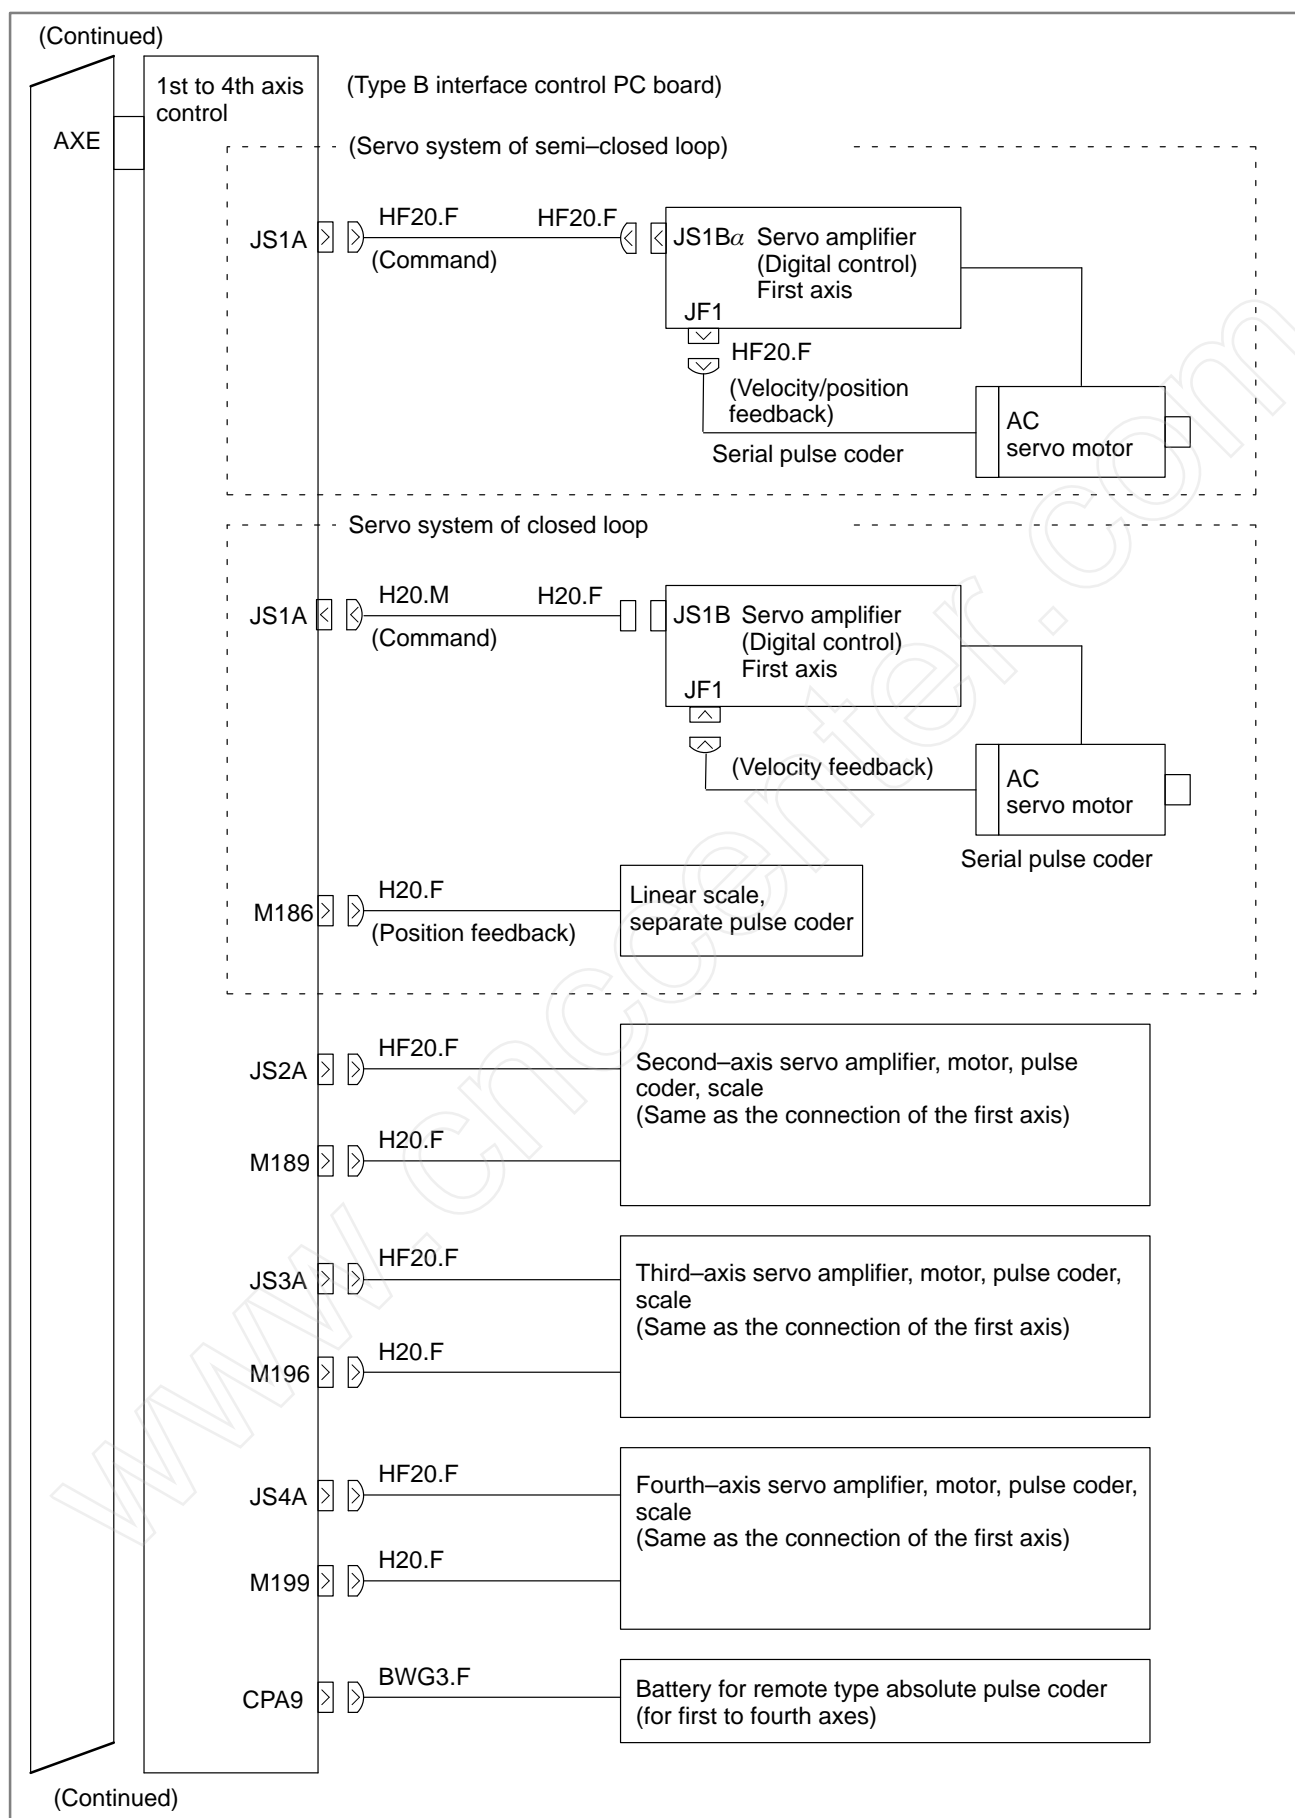 (Continued)
1st to 4th axis
control
(Type B interface control PC board)
AXE
(Servo system of semi–closed loop)
JS1A
HF20.F
(Command)
HF20.F
JS1Bα Servo amplifier
(Digital control)
First axis
JF1
HF20.F
(Velocity/position
feedback)
Serial pulse coder
AC
servo motor
Servo system of closed loop
JS1A
H20.M
(Command)
H20.F
JS1B Servo amplifier
(Digital control)
First axis
JF1
(Velocity feedback)
AC
servo motor
Serial pulse coder
M186
H20.F
(Position feedback)
Linear scale,
separate pulse coder
JS2A
HF20.F
Second–axis servo amplifier, motor, pulse
coder, scale
(Same as the connection of the first axis)
M189
H20.F
JS3A
HF20.F
Third–axis servo amplifier, motor, pulse coder,
scale
(Same as the connection of the first axis)
M196
H20.F
JS4A
HF20.F
Fourth–axis servo amplifier, motor, pulse coder,
scale
(Same as the connection of the first axis)
M199
H20.F
CPA9
BWG3.F
Battery for remote type absolute pulse coder
(for first to fourth axes)
(Continued)
www.cnccenter.com